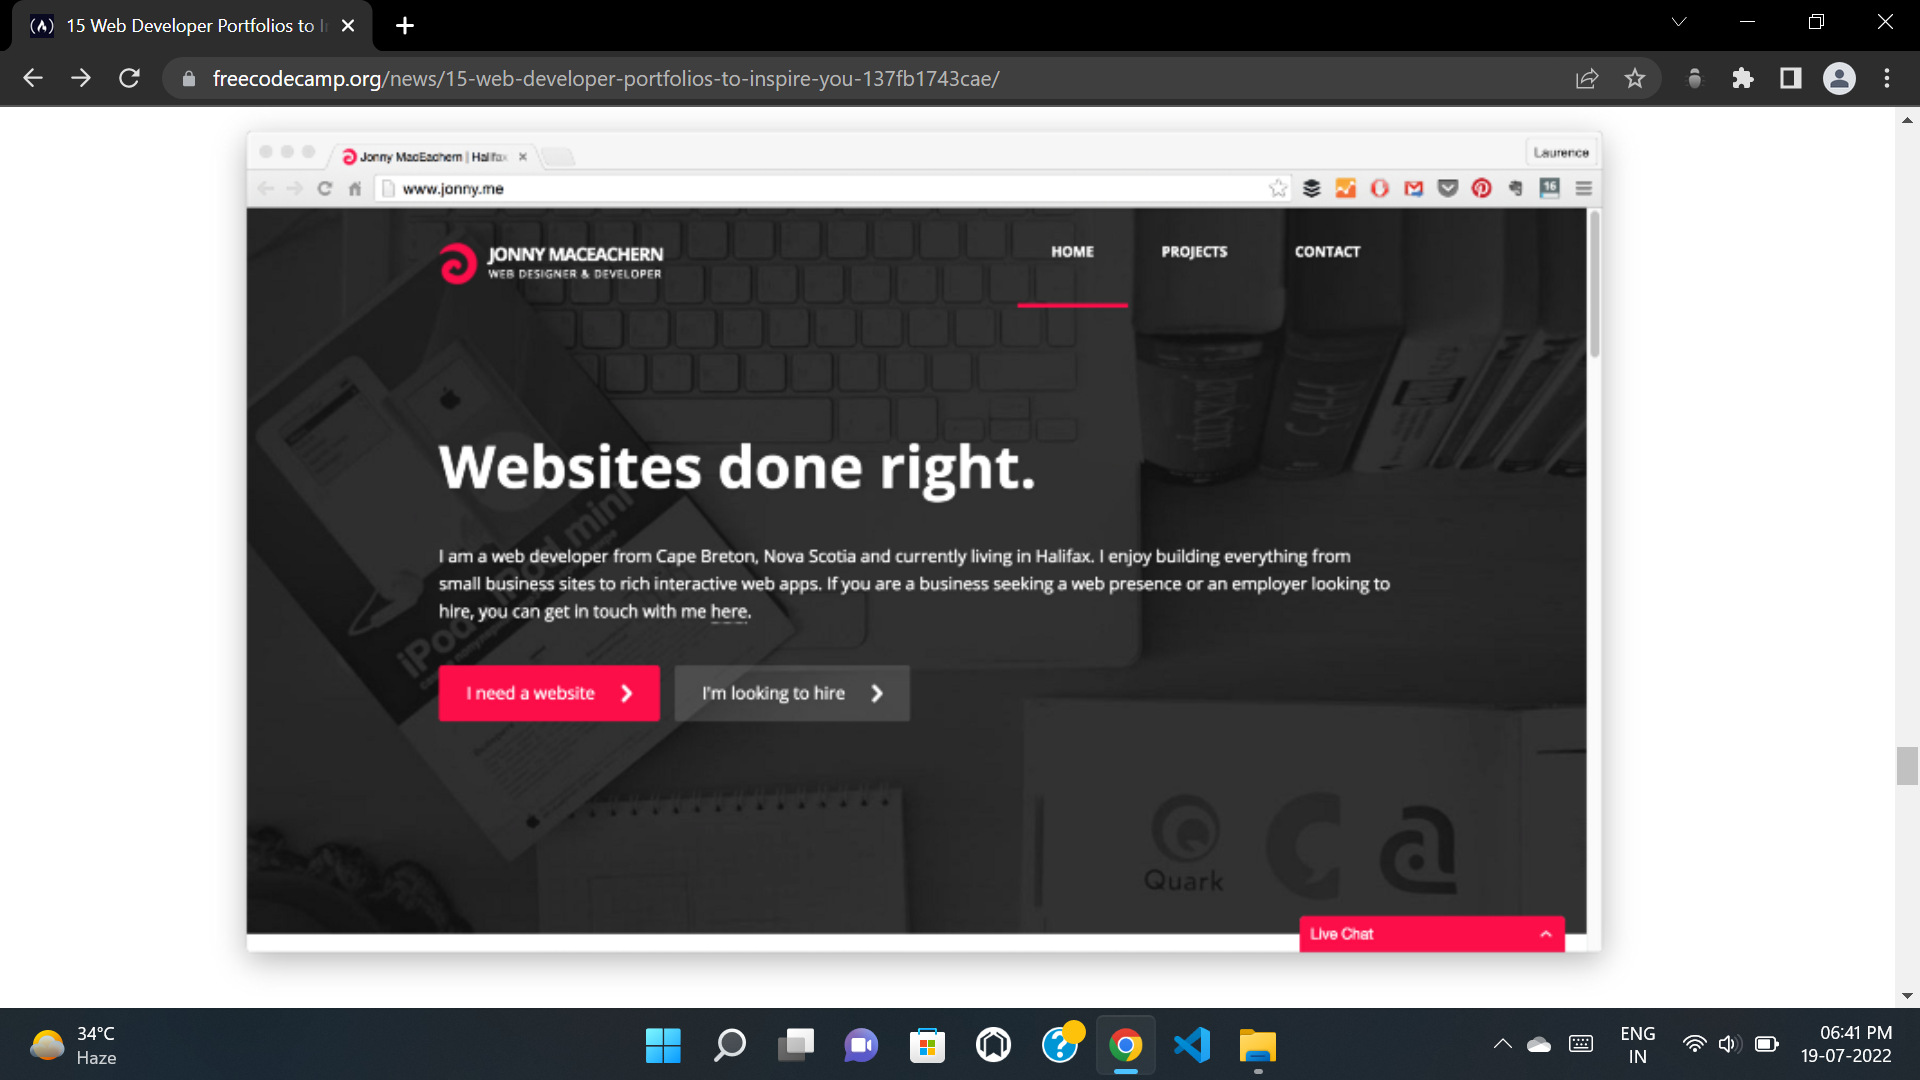 15 Web Developer Portfolios to I
freecodecamp.org/news/15-web-developer-portfolios-to-inspire-you-137fb1743cae/
Jonny MacEachern | Halifax
Laurence
www.jonny.me
16
JONNY MACEACHERN
WEB DESIGNER & DEVELOPER
HOME
PROJECTS
CONTACT
Websites done right.
I am a web developer from Cape Breton, Nova Scotia and currently living in Halifax. I enjoy building everything from
small business sites to rich interactive web apps. If you are a business seeking a web presence or an employer looking to
hire, you can get in touch with me here.
iPod mini
iPod mini
I need a website
I'm looking to hire
Quark
Live Chat
34°C
Haze
ENG
IN
06:41 PM
19-07-2022